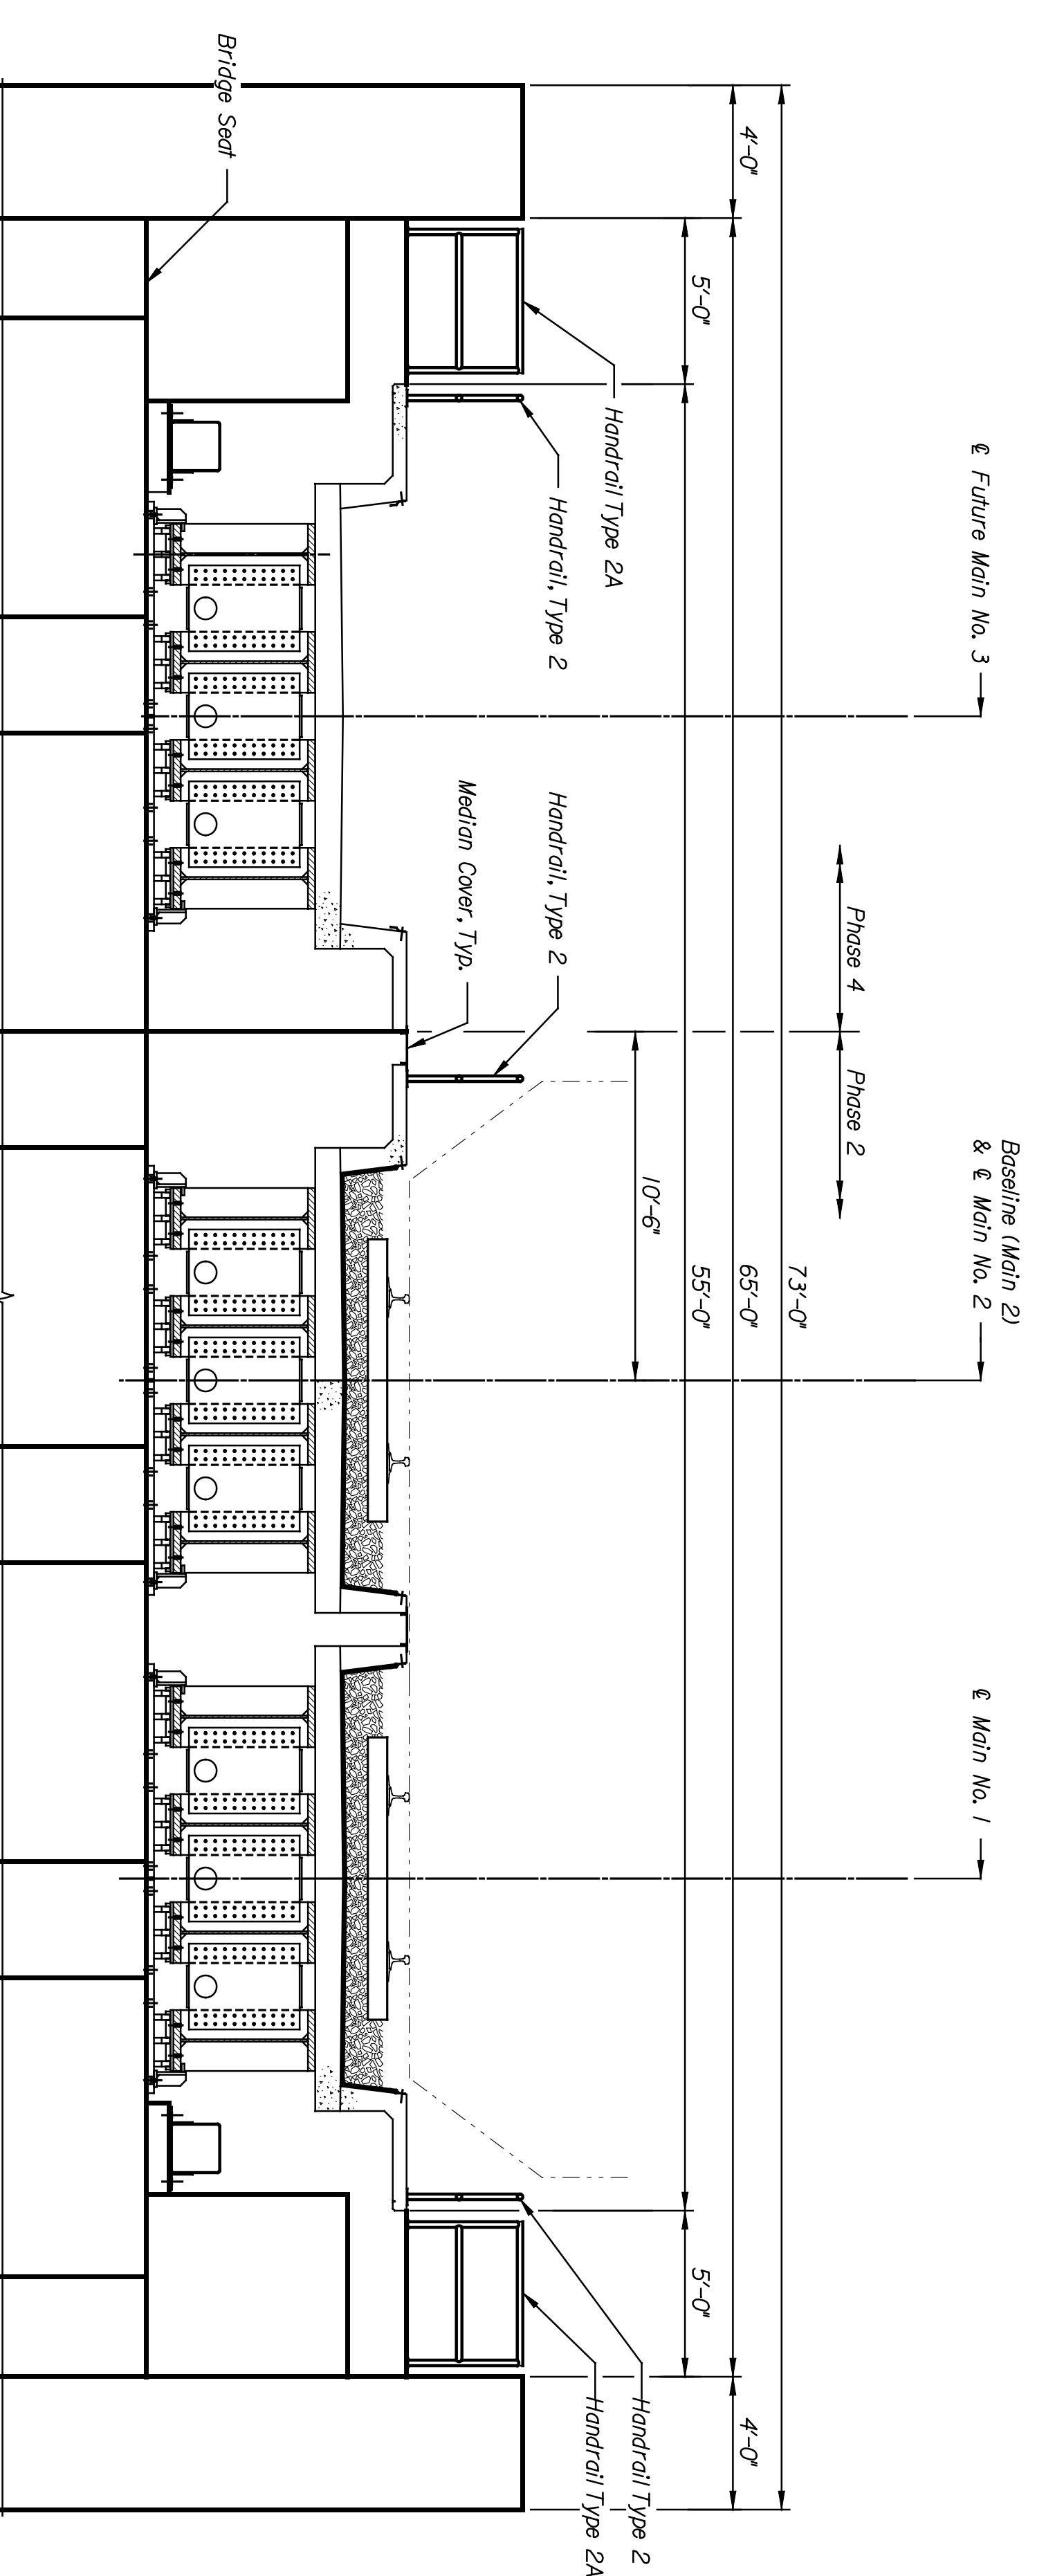 Baseline (Main 2)
℄ Future Main No. 3
& ℄ Main No. 2
℄ Main No. 1
Phase 4
Phase 2
73'-0"
4'-0"
65'-0"
4'-0"
5'-0"
55'-0"
5'-0"
10'-6"
Handrail Type 2A
Handrail, Type 2
Handrail, Type 2
Median Cover, Typ.
Handrail Type 2
Handrail Type 2A
Bridge Seat